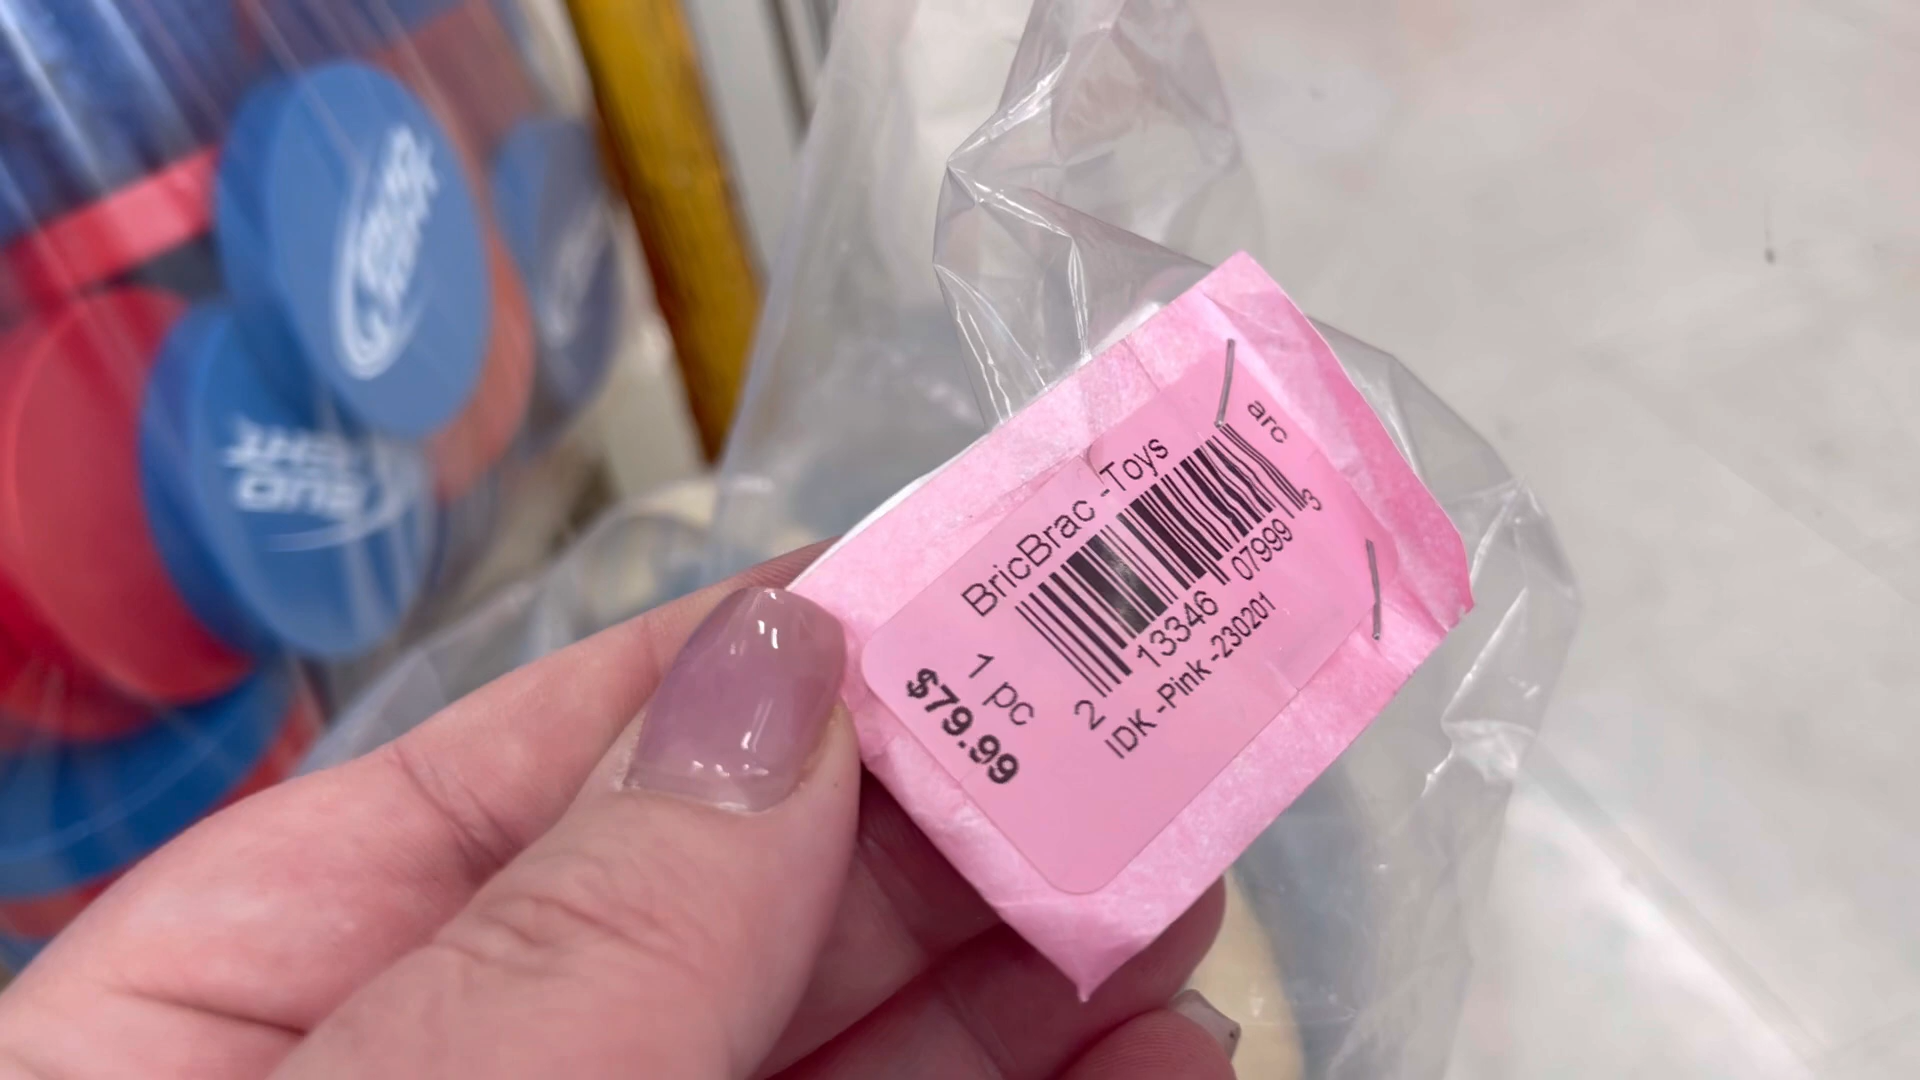 BricBrac -Toys
arc
2 13346 07999 3
IDK -Pink -230201
1 pc
$79.99